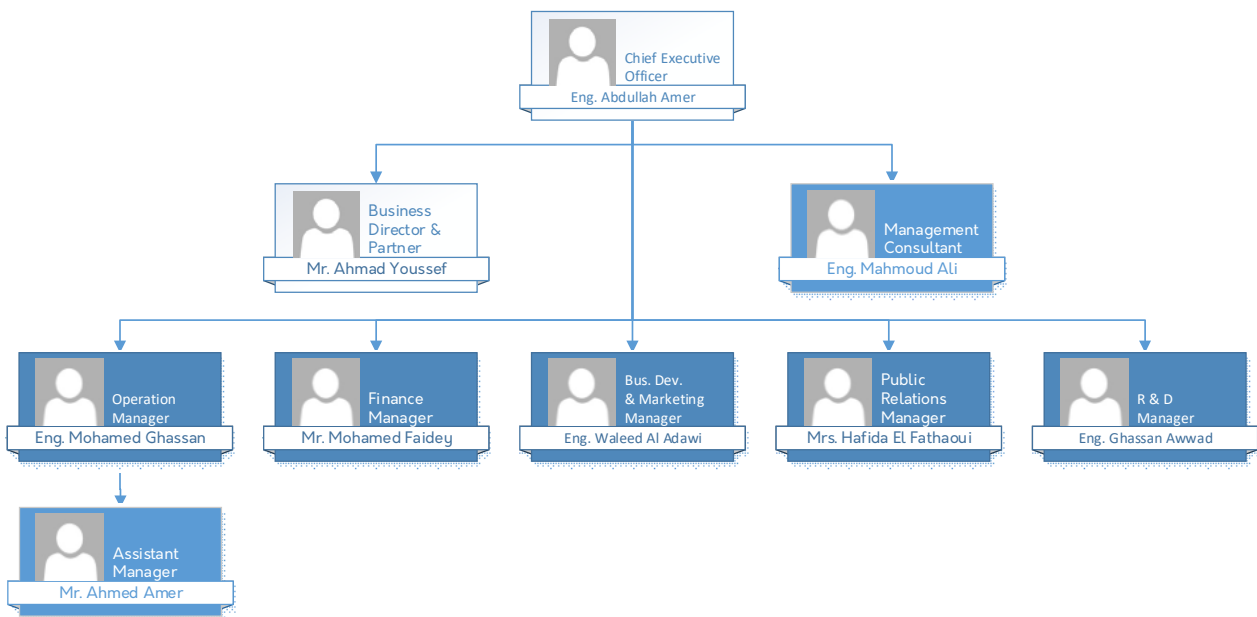 Chief Executive
Officer
Eng. Abdullah Amer
Business
Director &
Partner
Mr. Ahmad Youssef
Management
Consultant
Eng. Mahmoud Ali
Operation
Manager
Eng. Mohamed Ghassan
Finance
Manager
Mr. Mohamed Faidey
Bus. Dev.
& Marketing
Manager
Eng. Waleed Al Adawi
Public
Relations
Manager
Mrs. Hafida El Fathaoui
R & D
Manager
Eng. Ghassan Awwad
Assistant
Manager
Mr. Ahmed Amer